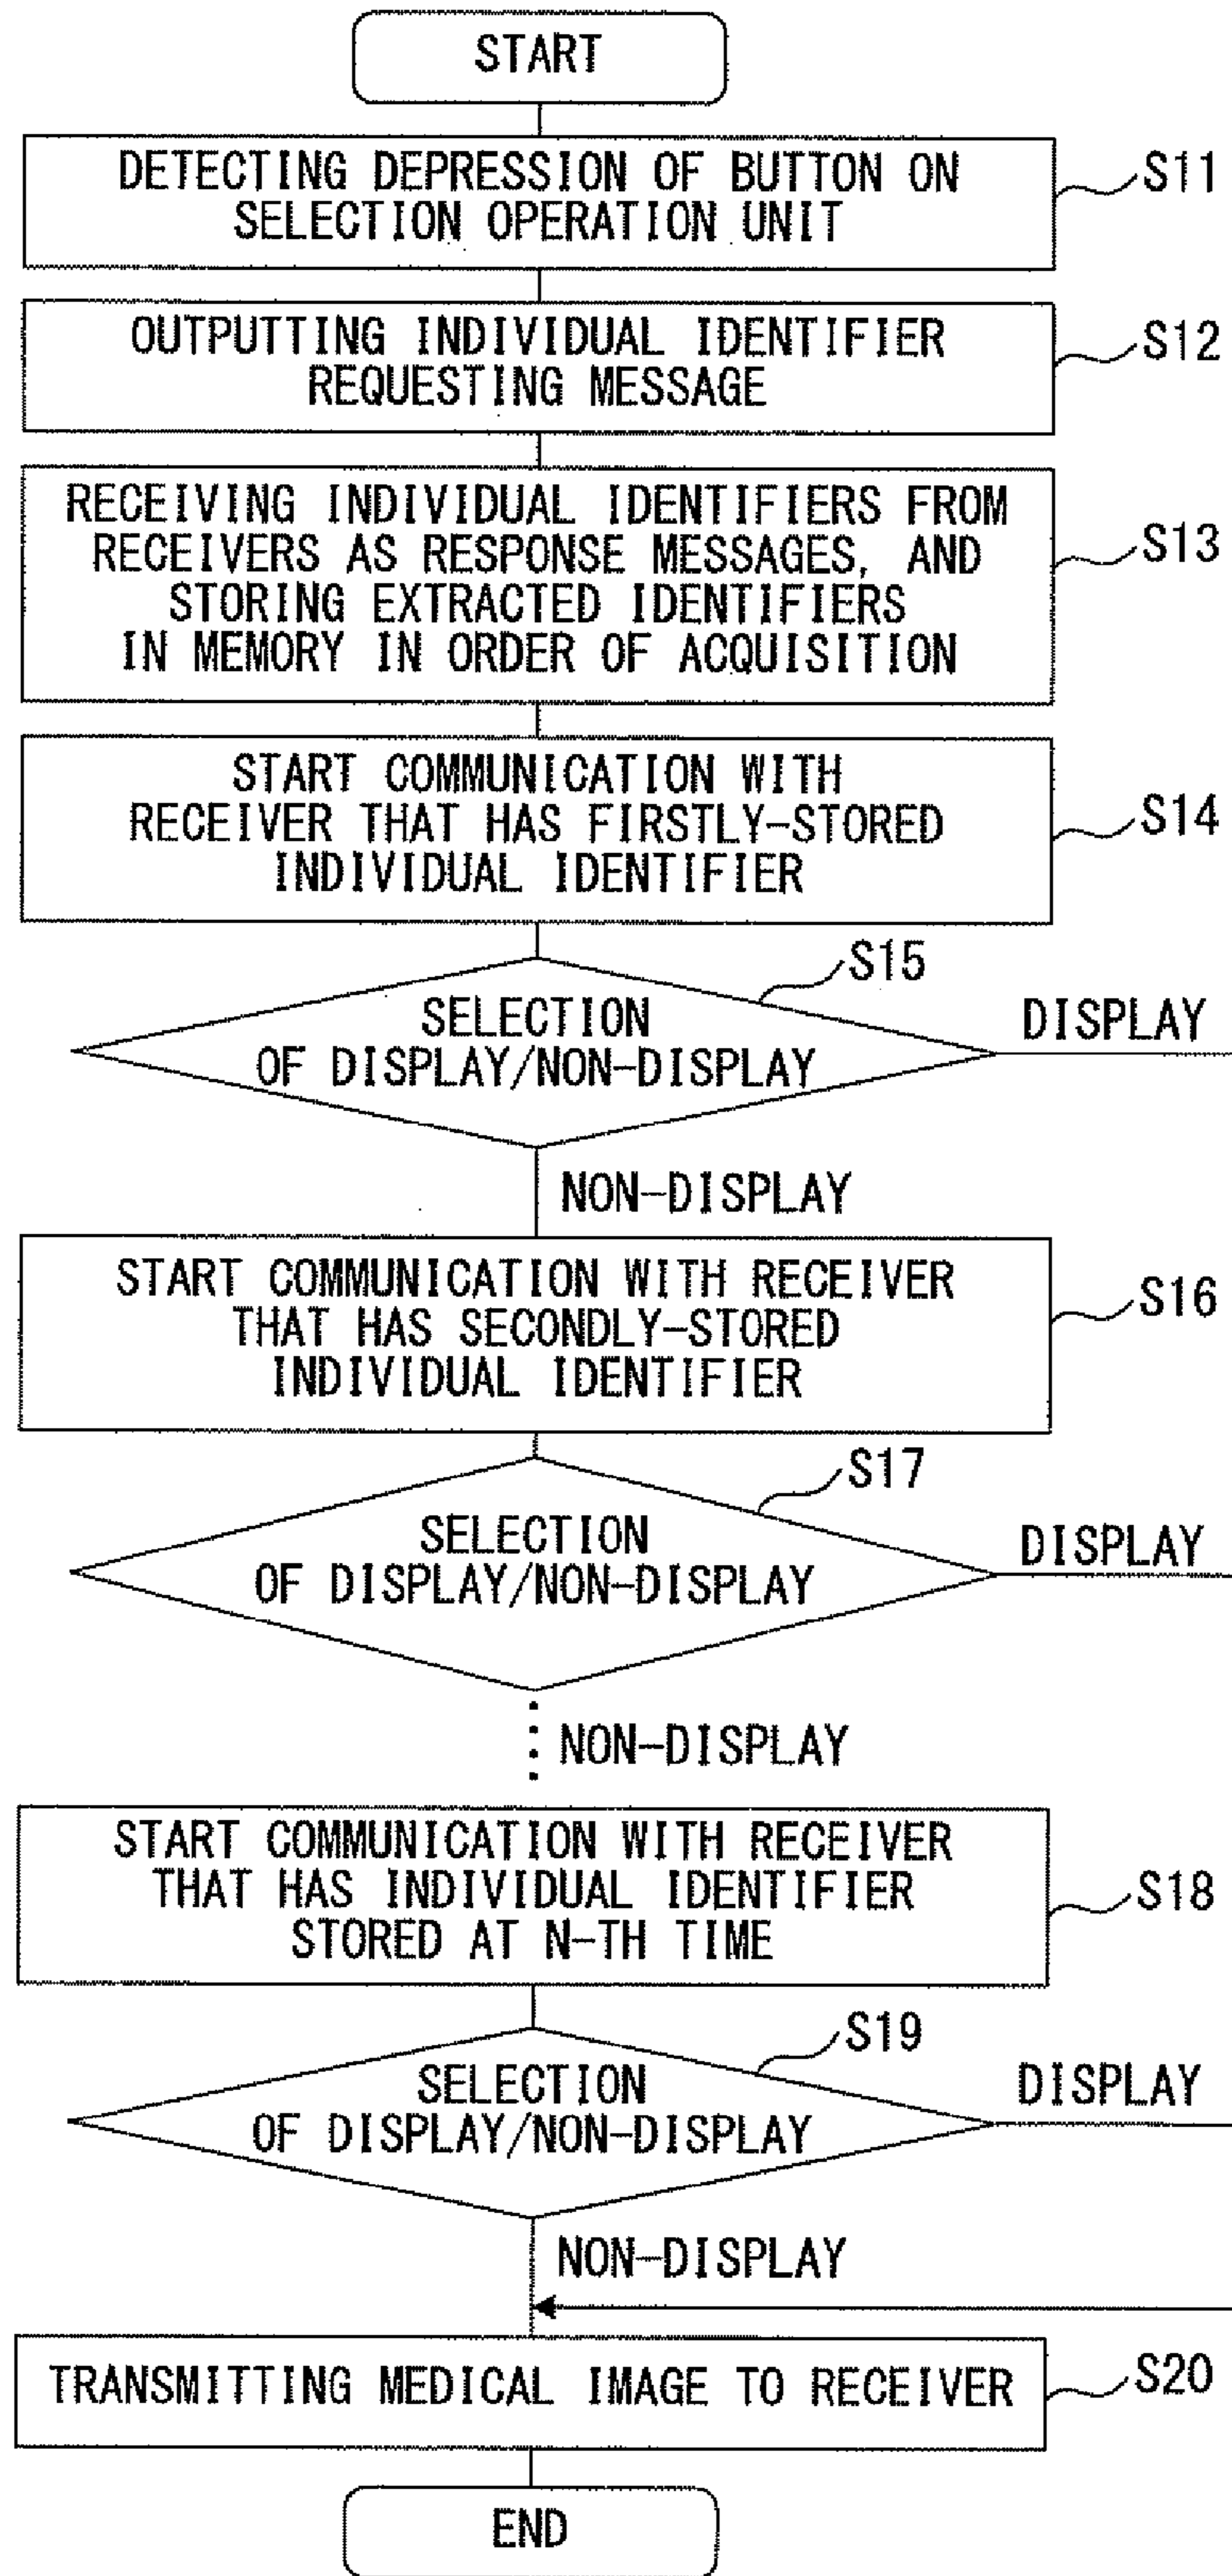 START
DETECTING DEPRESSION OF BUTTON ON
SELECTION OPERATION UNIT
S11
OUTPUTTING INDIVIDUAL IDENTIFIER
REQUESTING MESSAGE
S12
RECEIVING INDIVIDUAL IDENTIFIERS FROM
RECEIVERS AS RESPONSE MESSAGES, AND
STORING EXTRACTED IDENTIFIERS
IN MEMORY IN ORDER OF ACQUISITION
S13
START COMMUNICATION WITH
RECEIVER THAT HAS FIRSTLY-STORED
INDIVIDUAL IDENTIFIER
S14
S15
SELECTION
OF DISPLAY/NON-DISPLAY
DISPLAY
NON-DISPLAY
START COMMUNICATION WITH RECEIVER
THAT HAS SECONDLY-STORED
INDIVIDUAL IDENTIFIER
S16
S17
SELECTION
OF DISPLAY/NON-DISPLAY
DISPLAY
NON-DISPLAY
START COMMUNICATION WITH RECEIVER
THAT HAS INDIVIDUAL IDENTIFIER
STORED AT N-TH TIME
S18
S19
SELECTION
OF DISPLAY/NON-DISPLAY
DISPLAY
NON-DISPLAY
TRANSMITTING MEDICAL IMAGE TO RECEIVER
S20
END